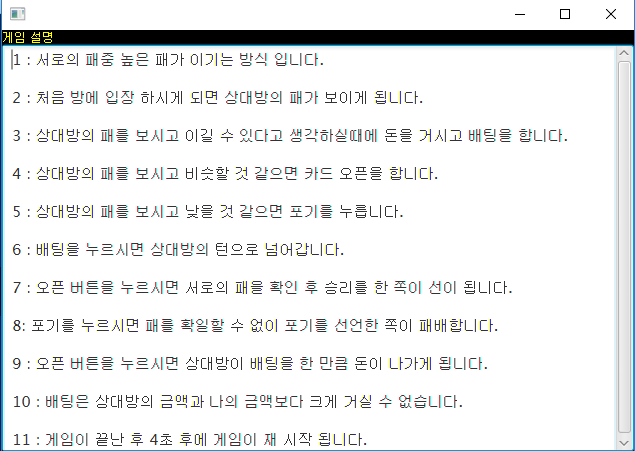 게임 설명
1 : 서로의 패중 높은 패가 이기는 방식 입니다.
2 : 처음 방에 입장 하시게 되면 상대방의 패가 보이게 됩니다.
3 : 상대방의 패를 보시고 이길 수 있다고 생각하실때에 돈을 거시고 배팅을 합니다.
4 : 상대방의 패를 보시고 비슷할 것 같으면 카드 오픈을 합니다.
5 : 상대방의 패를 보시고 낮을 것 같으면 포기를 누릅니다.
6 : 배팅을 누르시면 상대방의 턴으로 넘어갑니다.
7 : 오픈 버튼을 누르시면 서로의 패을 확인 후 승리를 한 쪽이 선이 됩니다.
8: 포기를 누르시면 패를 확일할 수 없이 포기를 선언한 쪽이 패배합니다.
9 : 오픈 버튼을 누르시면 상대방이 배팅을 한 만큼 돈이 나가게 됩니다.
10 : 배팅은 상대방의 금액과 나의 금액보다 크게 거실 수 없습니다.
11 : 게임이 끝난 후 4초 후에 게임이 재 시작 됩니다.